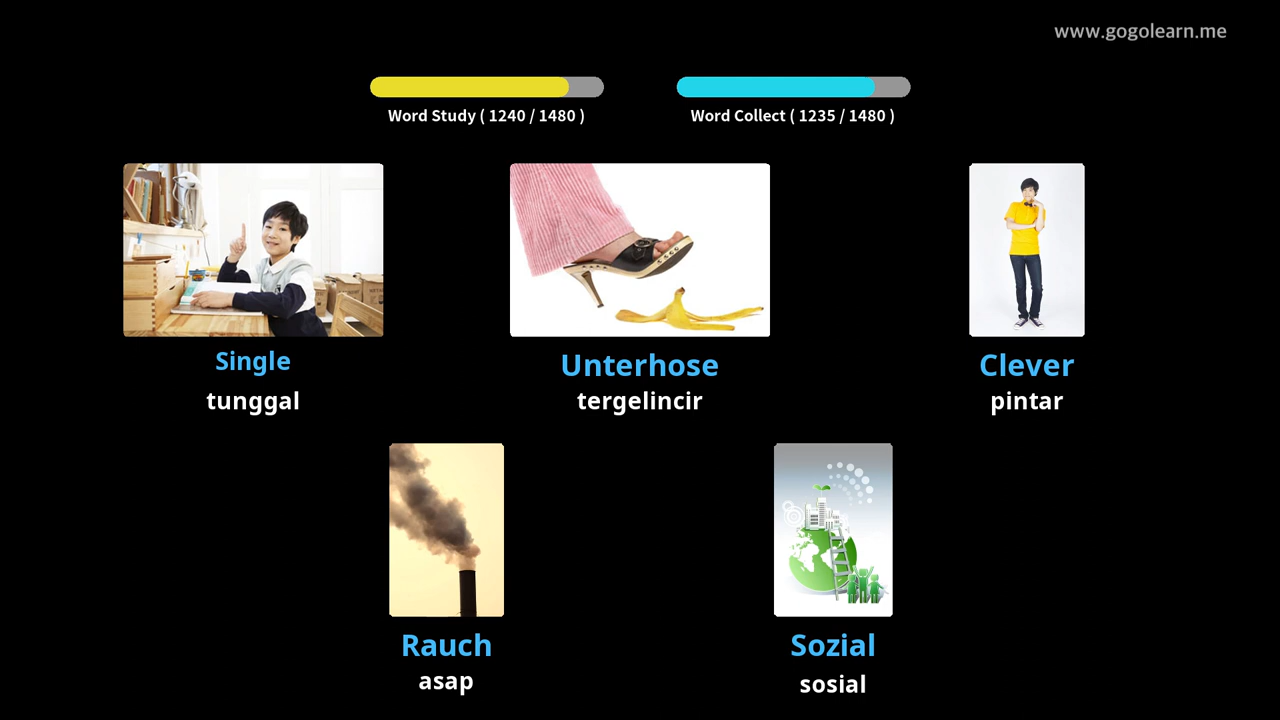 www.gogolearn.me
Word Study ( 1240 / 1480 )
Word Collect ( 1235 / 1480 )
Single
tunggal
Unterhose
tergelincir
Clever
pintar
Rauch
asap
Sozial
sosial